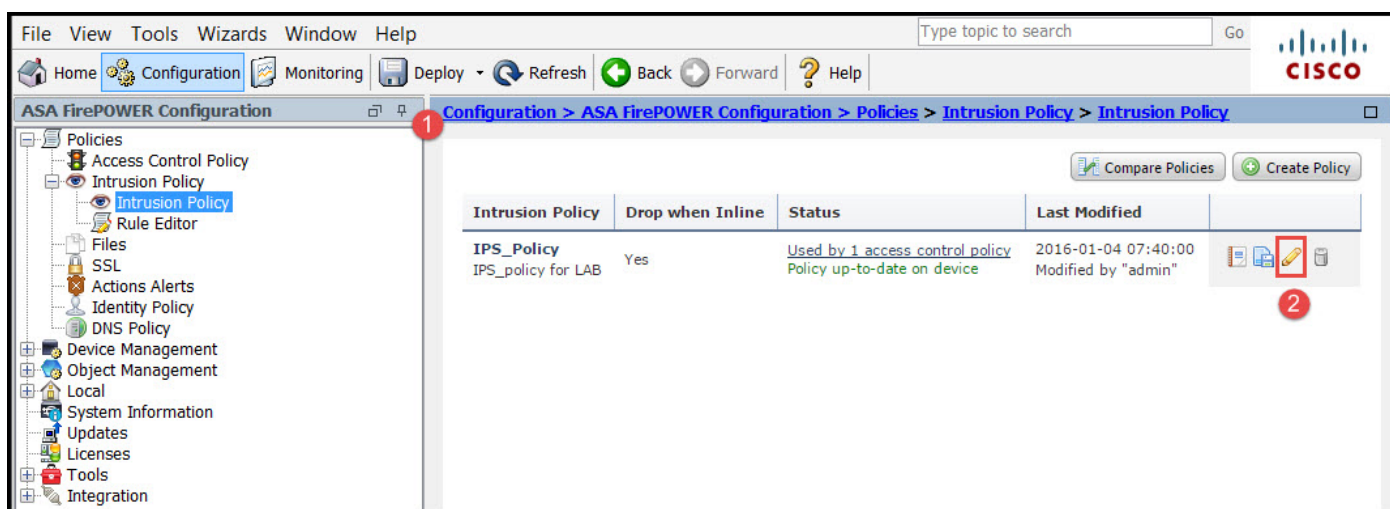 File View Tools Wizards Window Help
Type topic to search
Go
CISCO
Home Configuration Monitoring Deploy Refresh Back Forward Help
ASA FirePOWER Configuration
1
Configuration > ASA FirePOWER Configuration > Policies > Intrusion Policy > Intrusion Policy
Policies
Access Control Policy
Intrusion Policy
Intrusion Policy
Rule Editor
Files
SSL
Actions Alerts
Identity Policy
DNS Policy
Device Management
Object Management
Local
System Information
Updates
Licenses
Tools
Integration
Compare Policies
Create Policy
Intrusion Policy Drop when Inline Status Last Modified
IPS_Policy
IPS_policy for LAB
Yes
Used by 1 access control policy
Policy up-to-date on device
2016-01-04 07:40:00
Modified by "admin"
2